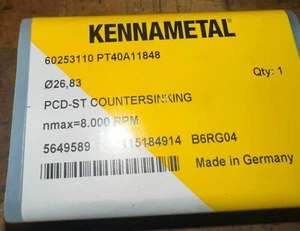 KENNAMETAL
60253110 PT40A11848
Ø26,83 Qty: 1
PCD-ST COUNTERSINKING
nmax=8.000 RPM
5649589 115184914 B6RG04
Made in Germany